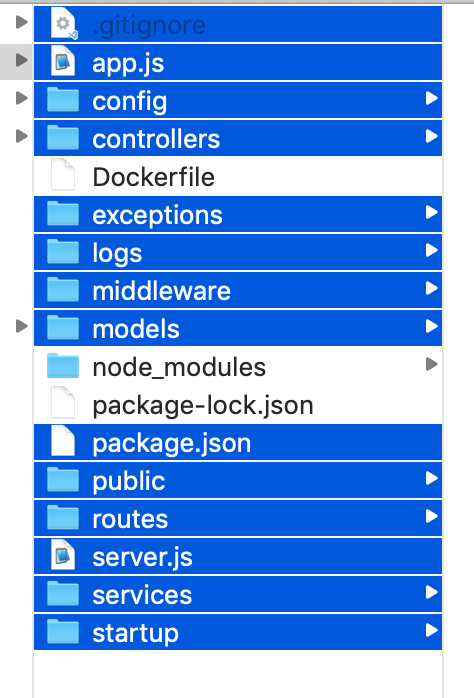 .gitignore
app.js
config
controllers
Dockerfile
exceptions
logs
middleware
models
node_modules
package-lock.json
package.json
public
routes
server.js
services
startup